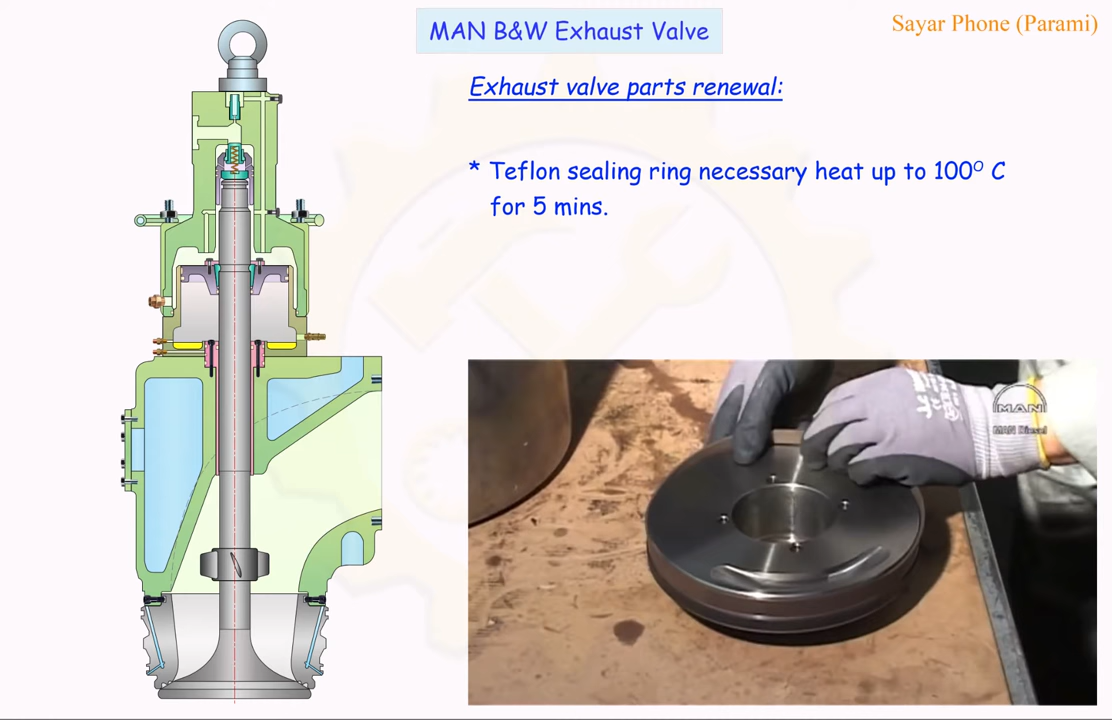 MAN B&W Exhaust Valve
Sayar Phone (Parami)
Exhaust valve parts renewal:
* Teflon sealing ring necessary heat up to 100⁰ C
for 5 mins.
MAN
MAN Diesel